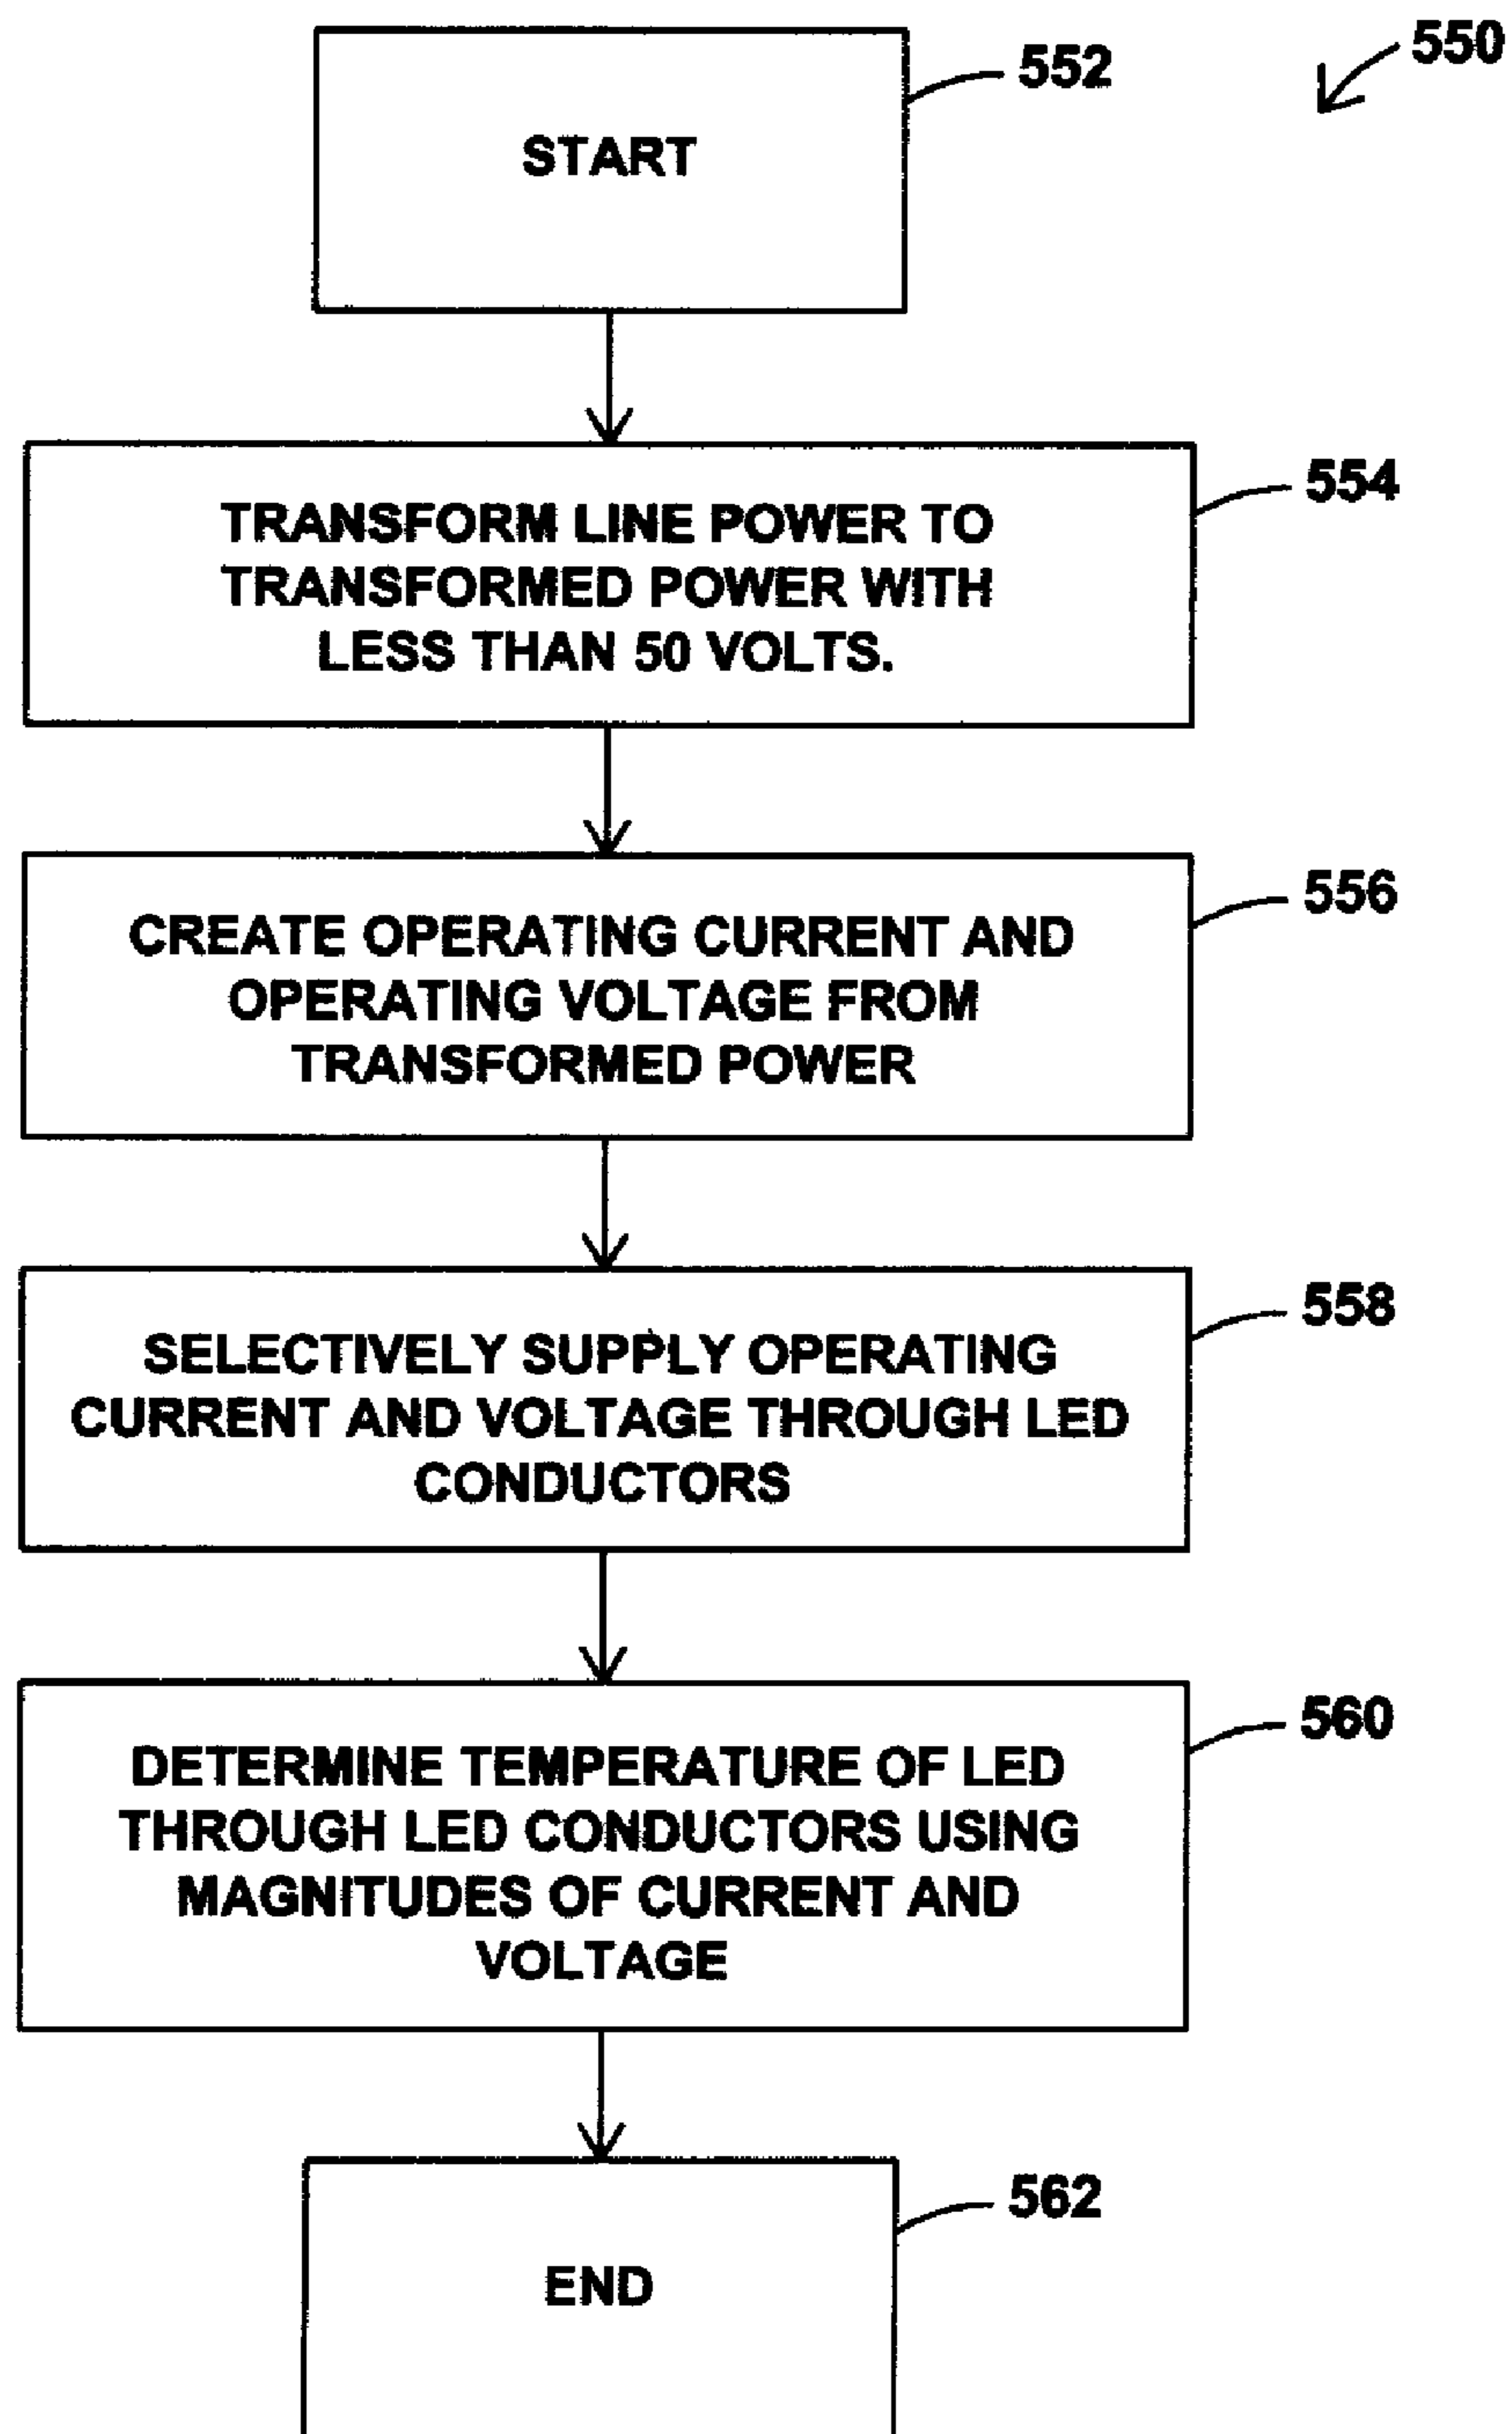 550
552
START
554
TRANSFORM LINE POWER TO
TRANSFORMED POWER WITH
LESS THAN 50 VOLTS.
556
CREATE OPERATING CURRENT AND
OPERATING VOLTAGE FROM
TRANSFORMED POWER
558
SELECTIVELY SUPPLY OPERATING
CURRENT AND VOLTAGE THROUGH LED
CONDUCTORS
560
DETERMINE TEMPERATURE OF LED
THROUGH LED CONDUCTORS USING
MAGNITUDES OF CURRENT AND
VOLTAGE
562
END